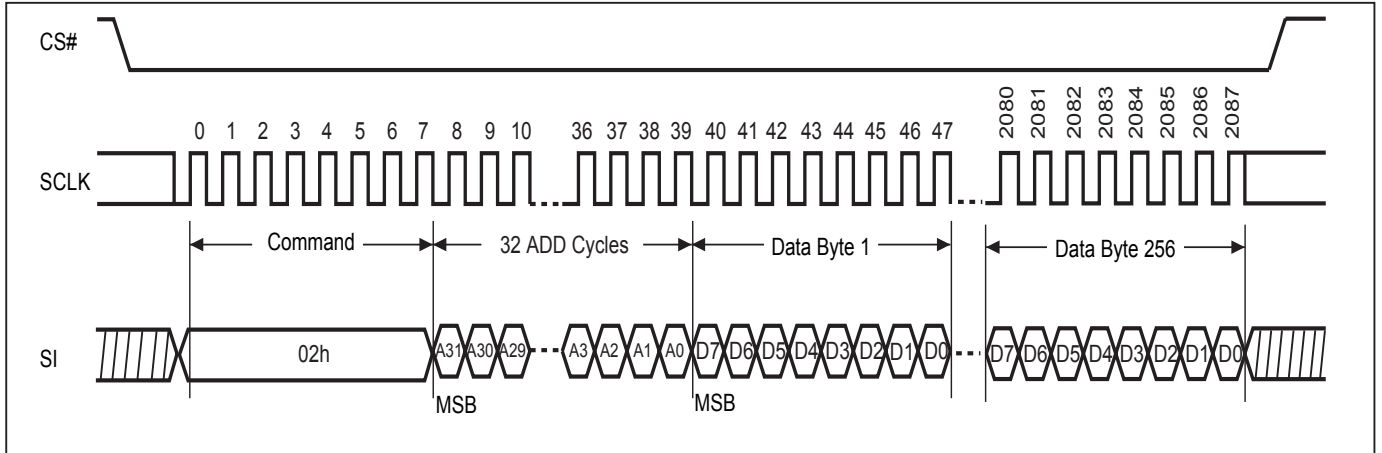 CS#
2080 2081 2082 2083 2084 2085 2086 2087
0 1 2 3 4 5 6 7 8 9 10 36 37 38 39 40 41 42 43 44 45 46 47
SCLK
Command 32 ADD Cycles Data Byte 1 Data Byte 256
SI 02h A31 A30 A29 A3 A2 A1 A0 D7 D6 D5 D4 D3 D2 D1 D0 D7 D6 D5 D4 D3 D2 D1 D0
MSB MSB